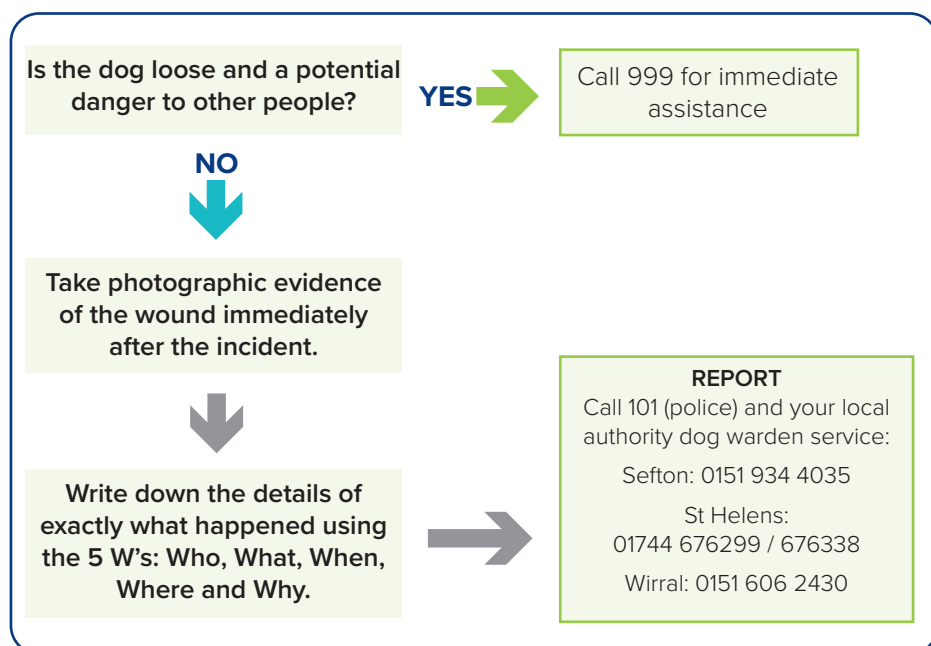 Is the dog loose and a potential
danger to other people?
YES
Call 999 for immediate
assistance
NO
Take photographic evidence
of the wound immediately
after the incident.
Write down the details of
exactly what happened using
the 5 W's: Who, What, When,
Where and Why.
REPORT
Call 101 (police) and your local
authority dog warden service:
Sefton: 0151 934 4035
St Helens:
01744 676299 / 676338
Wirral: 0151 606 2430